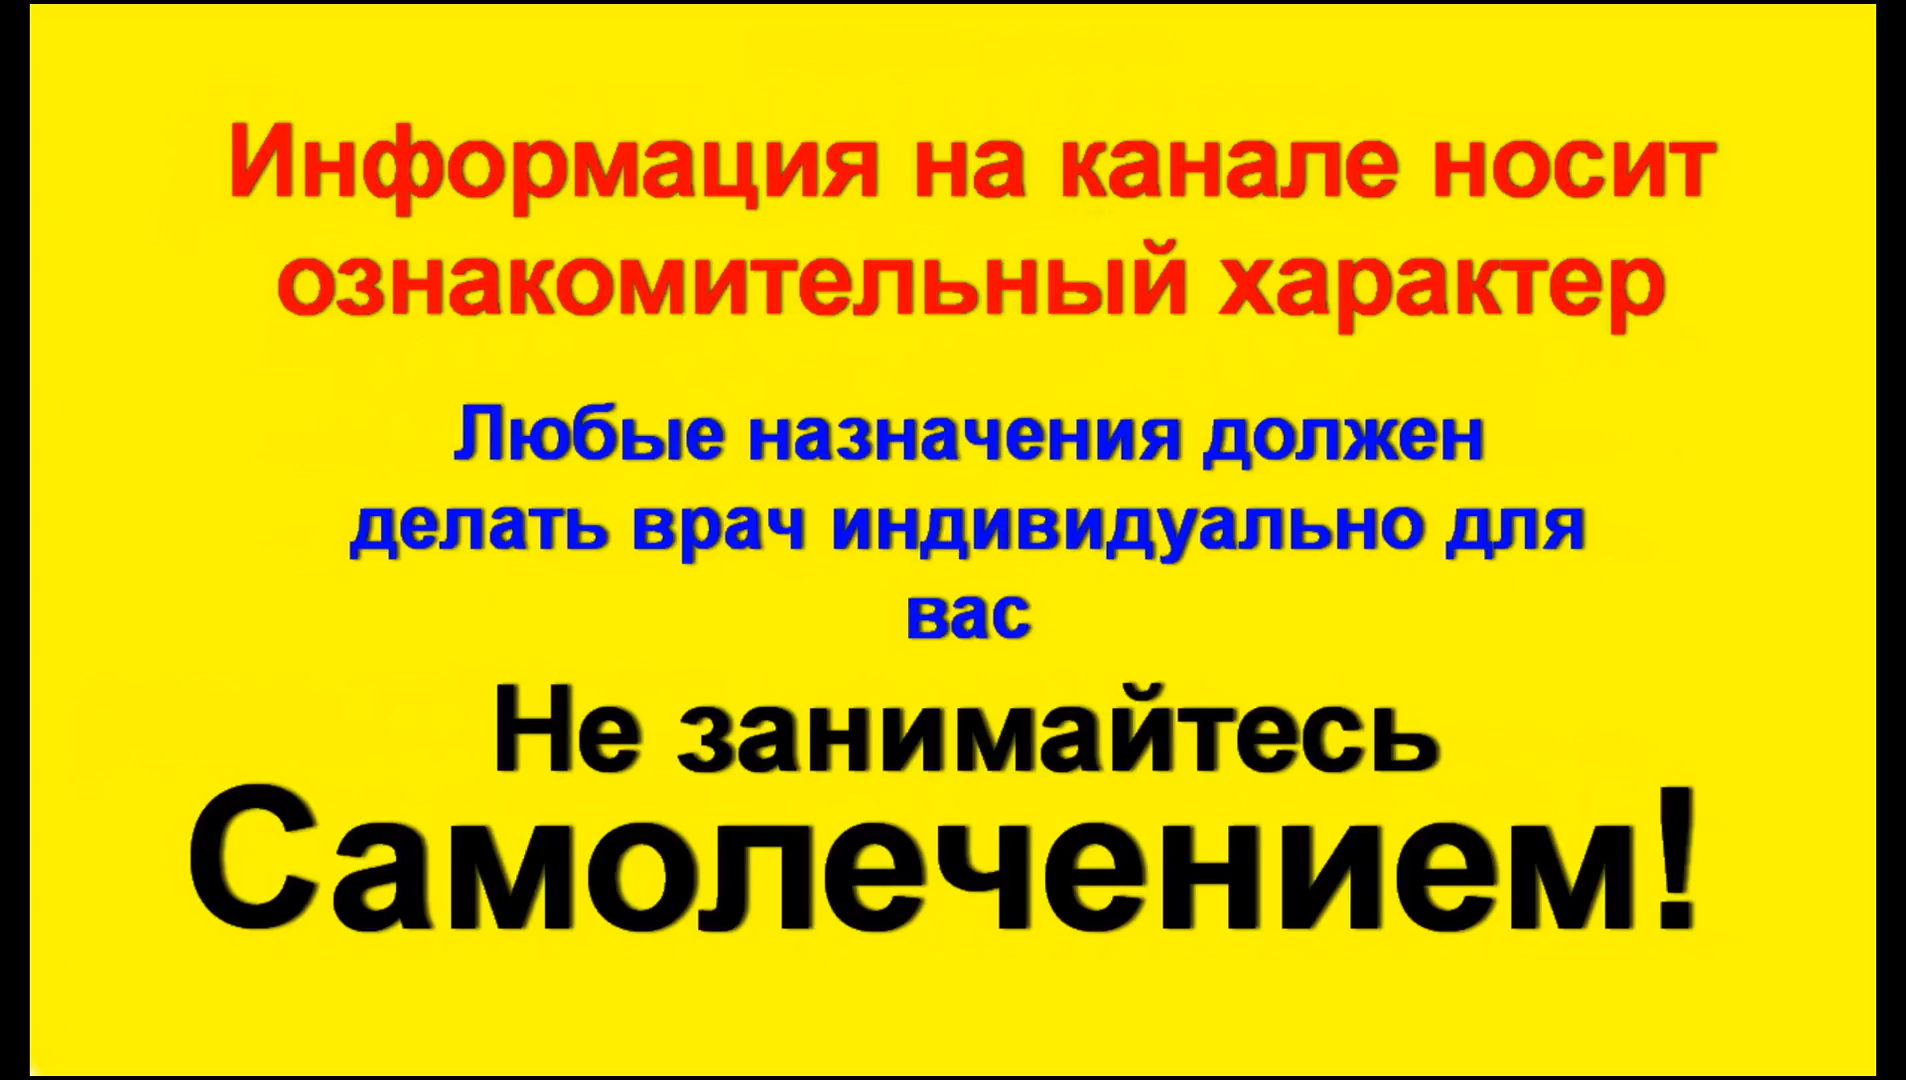 Информация на канале носит
ознакомительный характер
Любые назначения должен
делать врач индивидуально для
вас
Не занимайтесь
Самолечением!